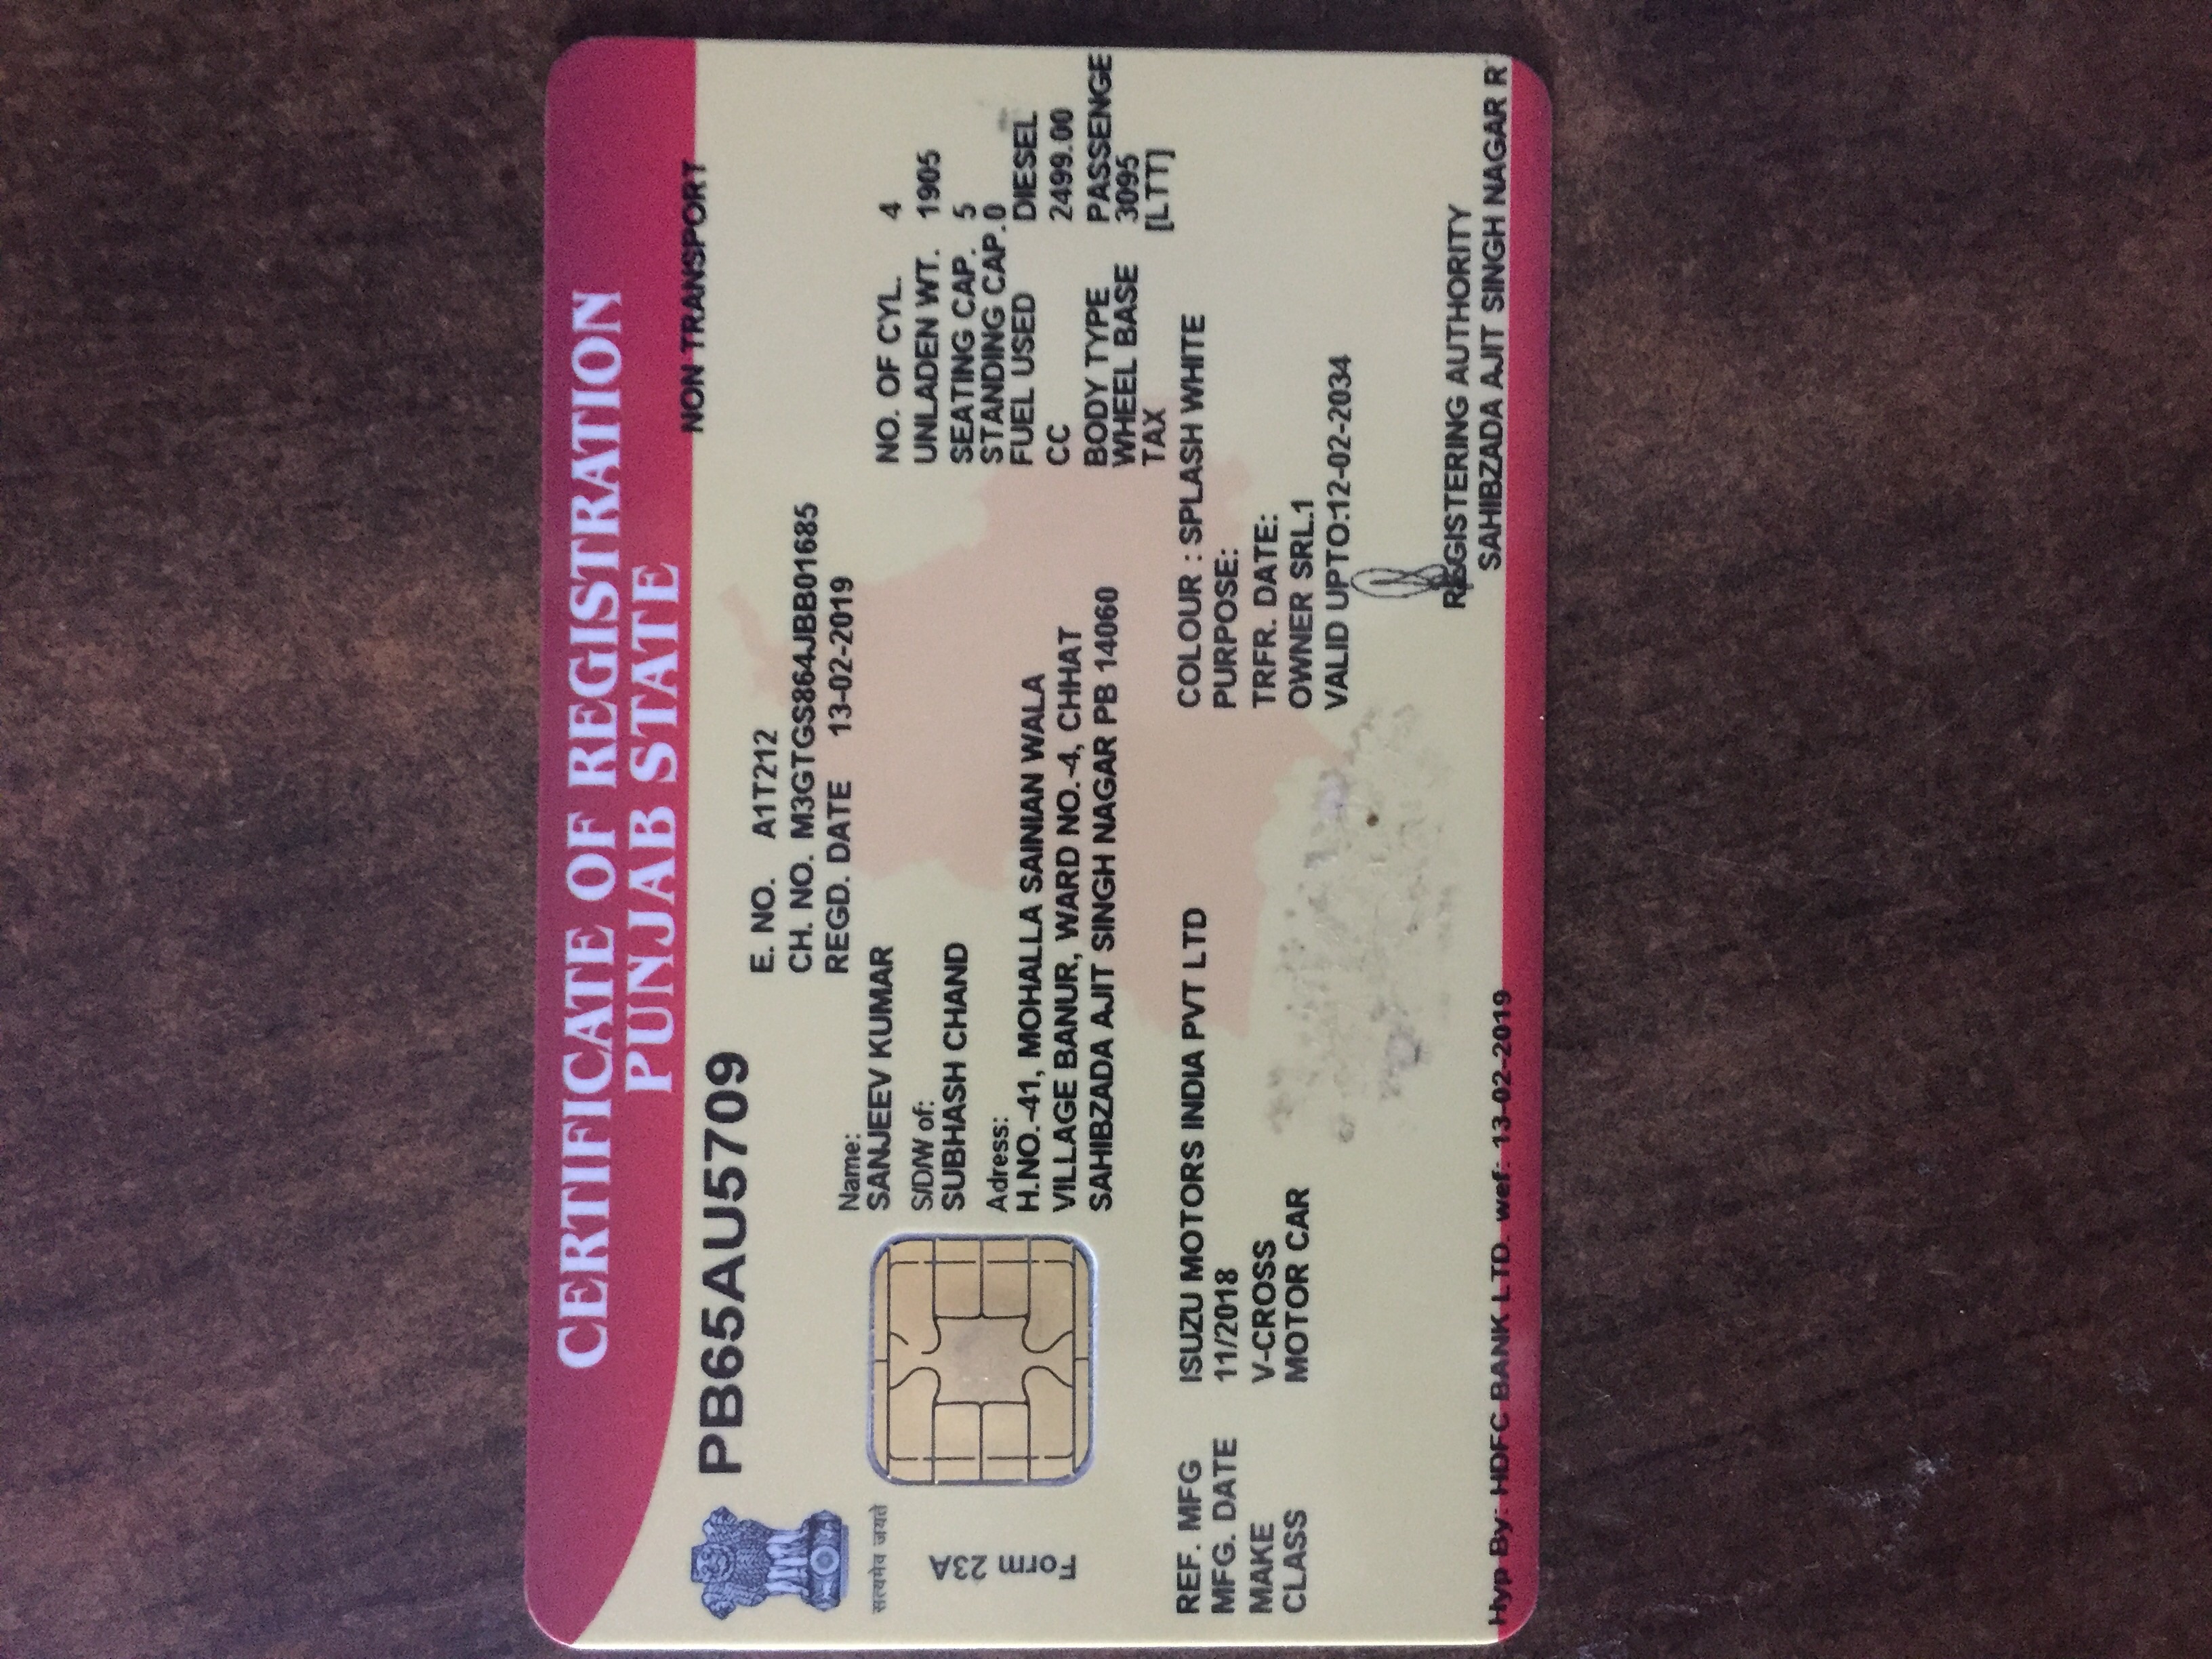 CERTIFICATE OF REGISTRATION
PUNJAB STATE
NON TRANSPORT
PB65AU5709
सत्यमेव जयते
Form 23A
E. NO. A1T212
CH. NO. M3GTGS864JBB01685
REGD. DATE 13-02-2019
Name:
SANJEEV KUMAR
S/D/W of:
SUBHASH CHAND
Adress:
H.NO.-41, MOHALLA SAINIAN WALA
VILLAGE BANUR, WARD NO.-4, CHHAT
SAHIBZADA AJIT SINGH NAGAR PB 14060
NO. OF CYL. 4
UNLADEN WT. 1905
SEATING CAP. 5
STANDING CAP. 0
FUEL USED DIESEL
CC 2499.00
BODY TYPE PASSENGE
WHEEL BASE 3095
TAX [LTT]
REF. MFG ISUZU MOTORS INDIA PVT LTD
MFG. DATE 11/2018
MAKE V-CROSS
CLASS MOTOR CAR
COLOUR : SPLASH WHITE
PURPOSE:
TRFR. DATE:
OWNER SRL.1
VALID UPTO:12-02-2034
REGISTERING AUTHORITY
SAHIBZADA AJIT SINGH NAGAR R
Hyp By: HDFC BANK LTD. wef: 13-02-2019